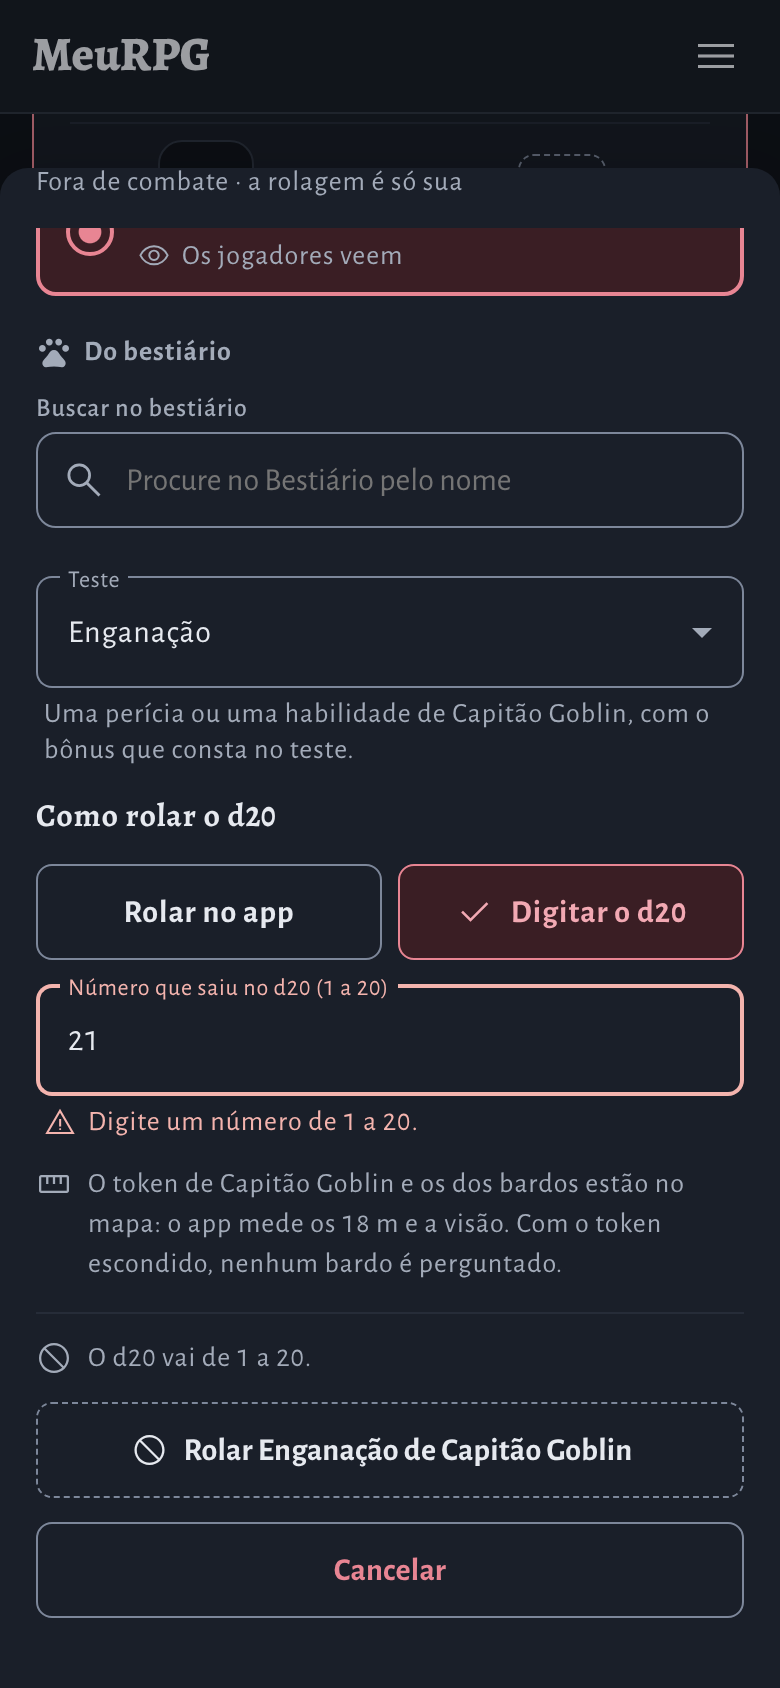 MeuRPG
Fora de combate · a rolagem é só sua
Os jogadores veem
Do bestiário
Buscar no bestiário
Procure no Bestiário pelo nome
Teste
Enganação
Uma perícia ou uma habilidade de Capitão Goblin, com o
bônus que consta no teste.
Como rolar o d20
Rolar no app
Digitar o d20
Número que saiu no d20 (1 a 20)
21
Digite um número de 1 a 20.
O token de Capitão Goblin e os dos bardos estão no
mapa: o app mede os 18 m e a visão. Com o token
escondido, nenhum bardo é perguntado.
O d20 vai de 1 a 20.
Rolar Enganação de Capitão Goblin
Cancelar